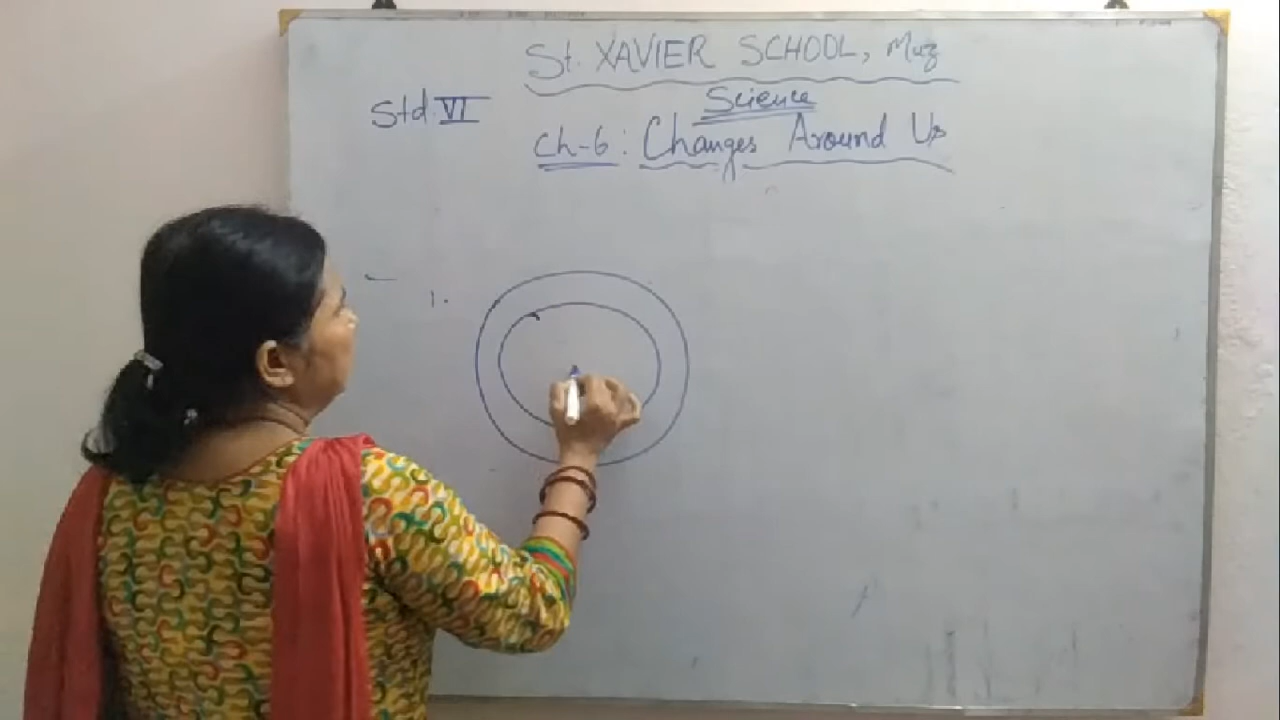 St. XAVIER SCHOOL, Muz
Std. VI
Science
Ch-6: Changes Around Us
1.